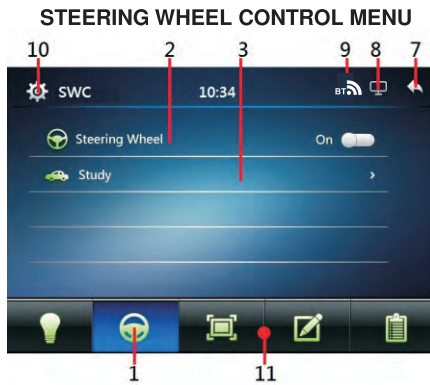 STEERING WHEEL CONTROL MENU
10 2 3 9 8 7
SWC 10:34 BT
Steering Wheel On
Study ›
1 11